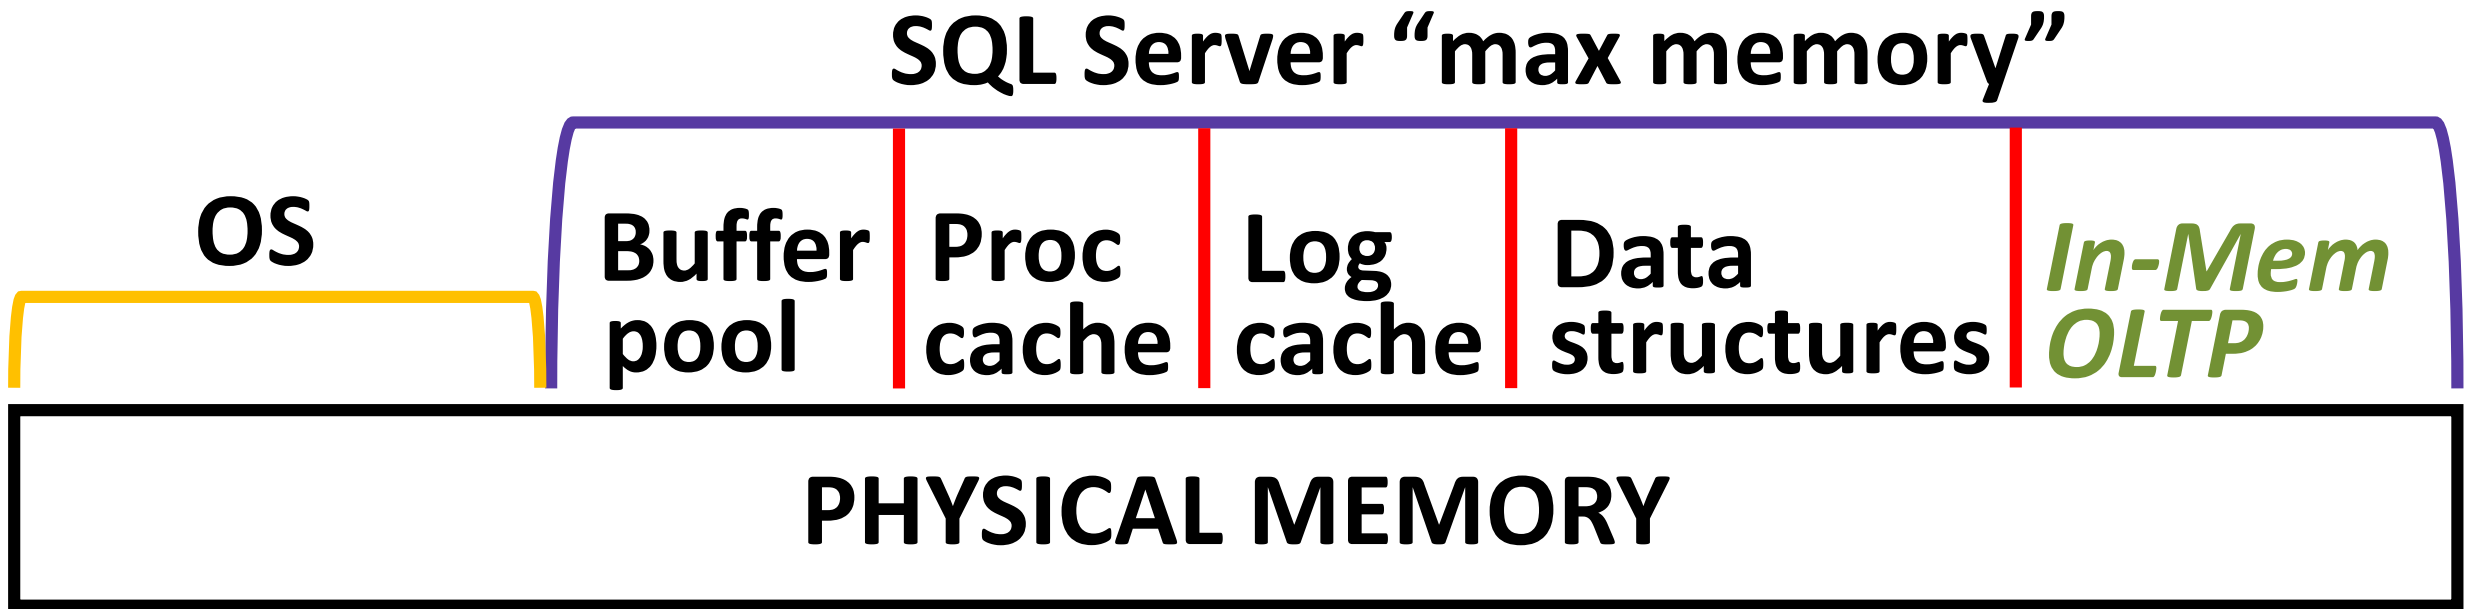 SQL Server “max memory”
OS
Buffer
pool
Proc
cache
Log
cache
Data
structures
In-Mem
OLTP
PHYSICAL MEMORY